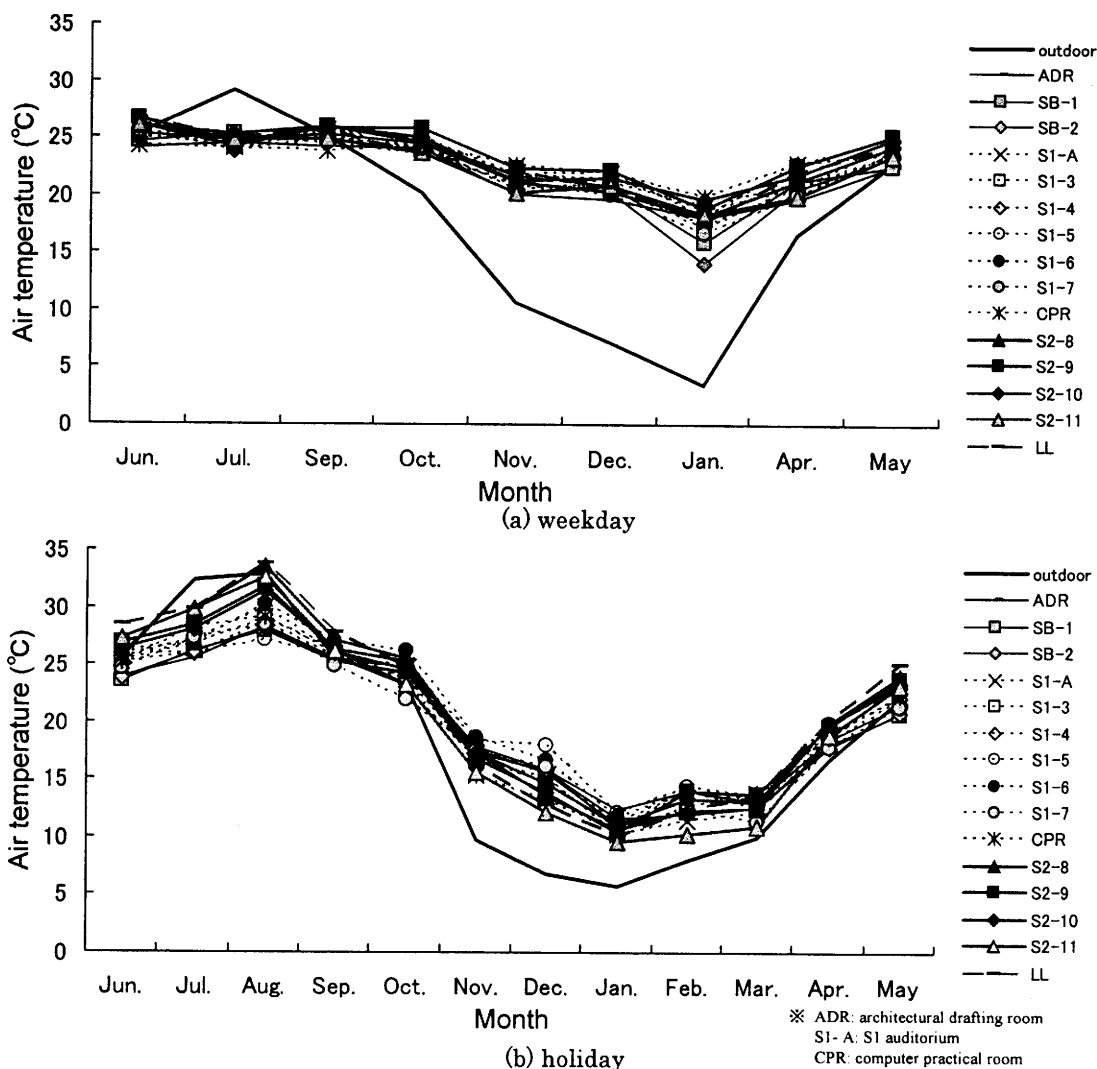 35
30
25
20
15
10
5
0
Air temperature (°C)
Jun. Jul. Sep. Oct. Nov. Dec. Jan. Apr. May
Month
(a) weekday
outdoor
ADR
SB-1
SB-2
S1-A
S1-3
S1-4
S1-5
S1-6
S1-7
CPR
S2-8
S2-9
S2-10
S2-11
LL
35
30
25
20
15
10
5
0
Air temperature (°C)
Jun. Jul. Aug. Sep. Oct. Nov. Dec. Jan. Feb. Mar. Apr. May
Month
(b) holiday
outdoor
ADR
SB-1
SB-2
S1-A
S1-3
S1-4
S1-5
S1-6
S1-7
CPR
S2-8
S2-9
S2-10
S2-11
LL
※ ADR: architectural drafting room
S1- A: S1 auditorium
CPR: computer practical room